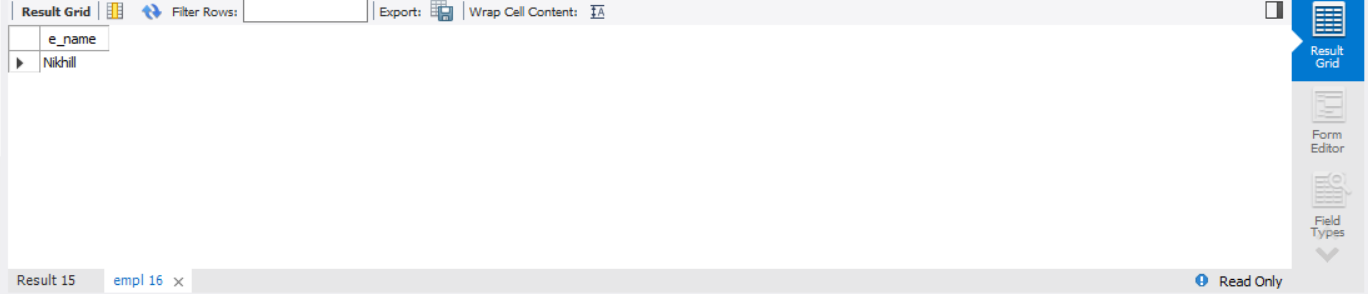 Result Grid Filter Rows: Export: Wrap Cell Content: IA
e_name
Nikhill
Result 15 empl 16 ×
Read Only
Result
Grid
Form
Editor
Field
Types